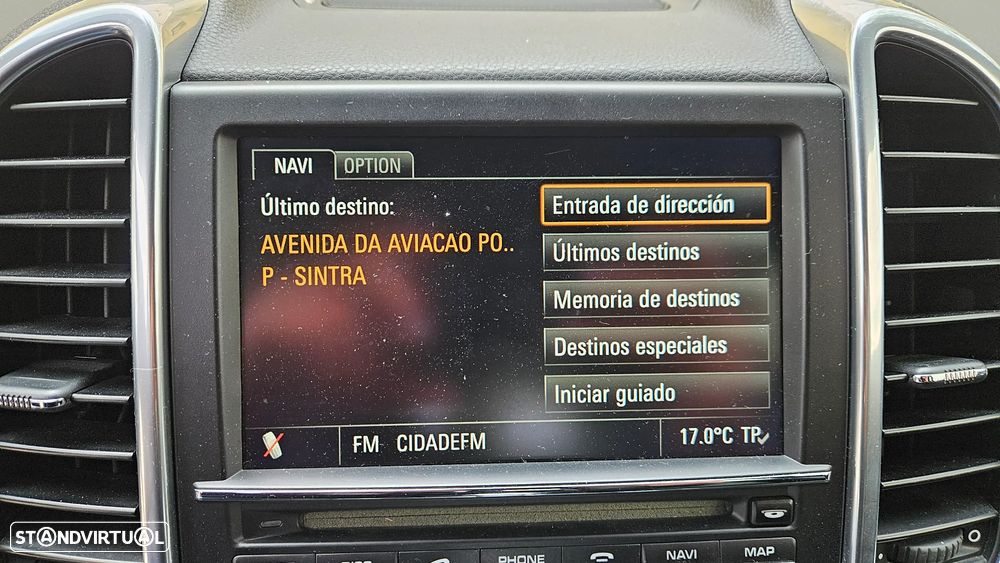 NAVI OPTION
Último destino:
AVENIDA DA AVIACAO PO..
P - SINTRA
Entrada de dirección
Últimos destinos
Memoria de destinos
Destinos especiales
Iniciar guiado
FM CIDADEFM
17.0°C TP
PHONE
NAVI
MAP
STANDVIRTUAL